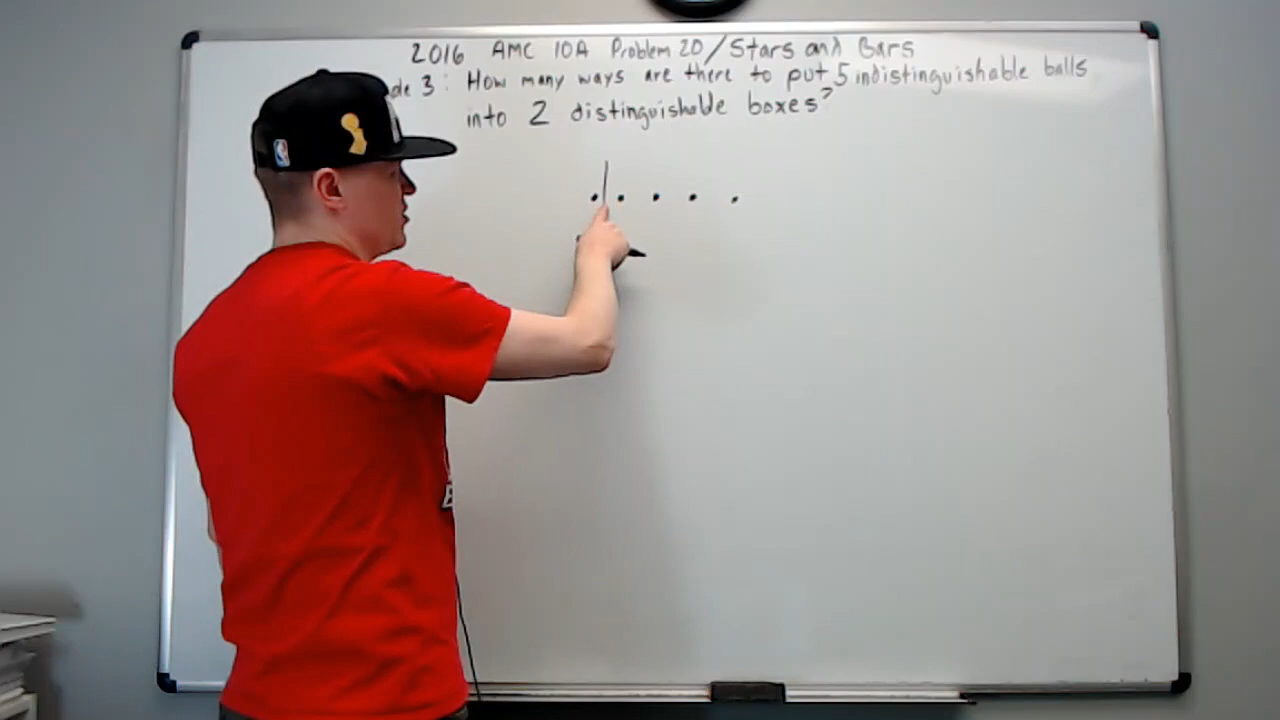 2016 AMC 10A Problem 20/Stars and Bars
de 3: How many ways are there to put 5 indistinguishable balls
into 2 distinguishable boxes?